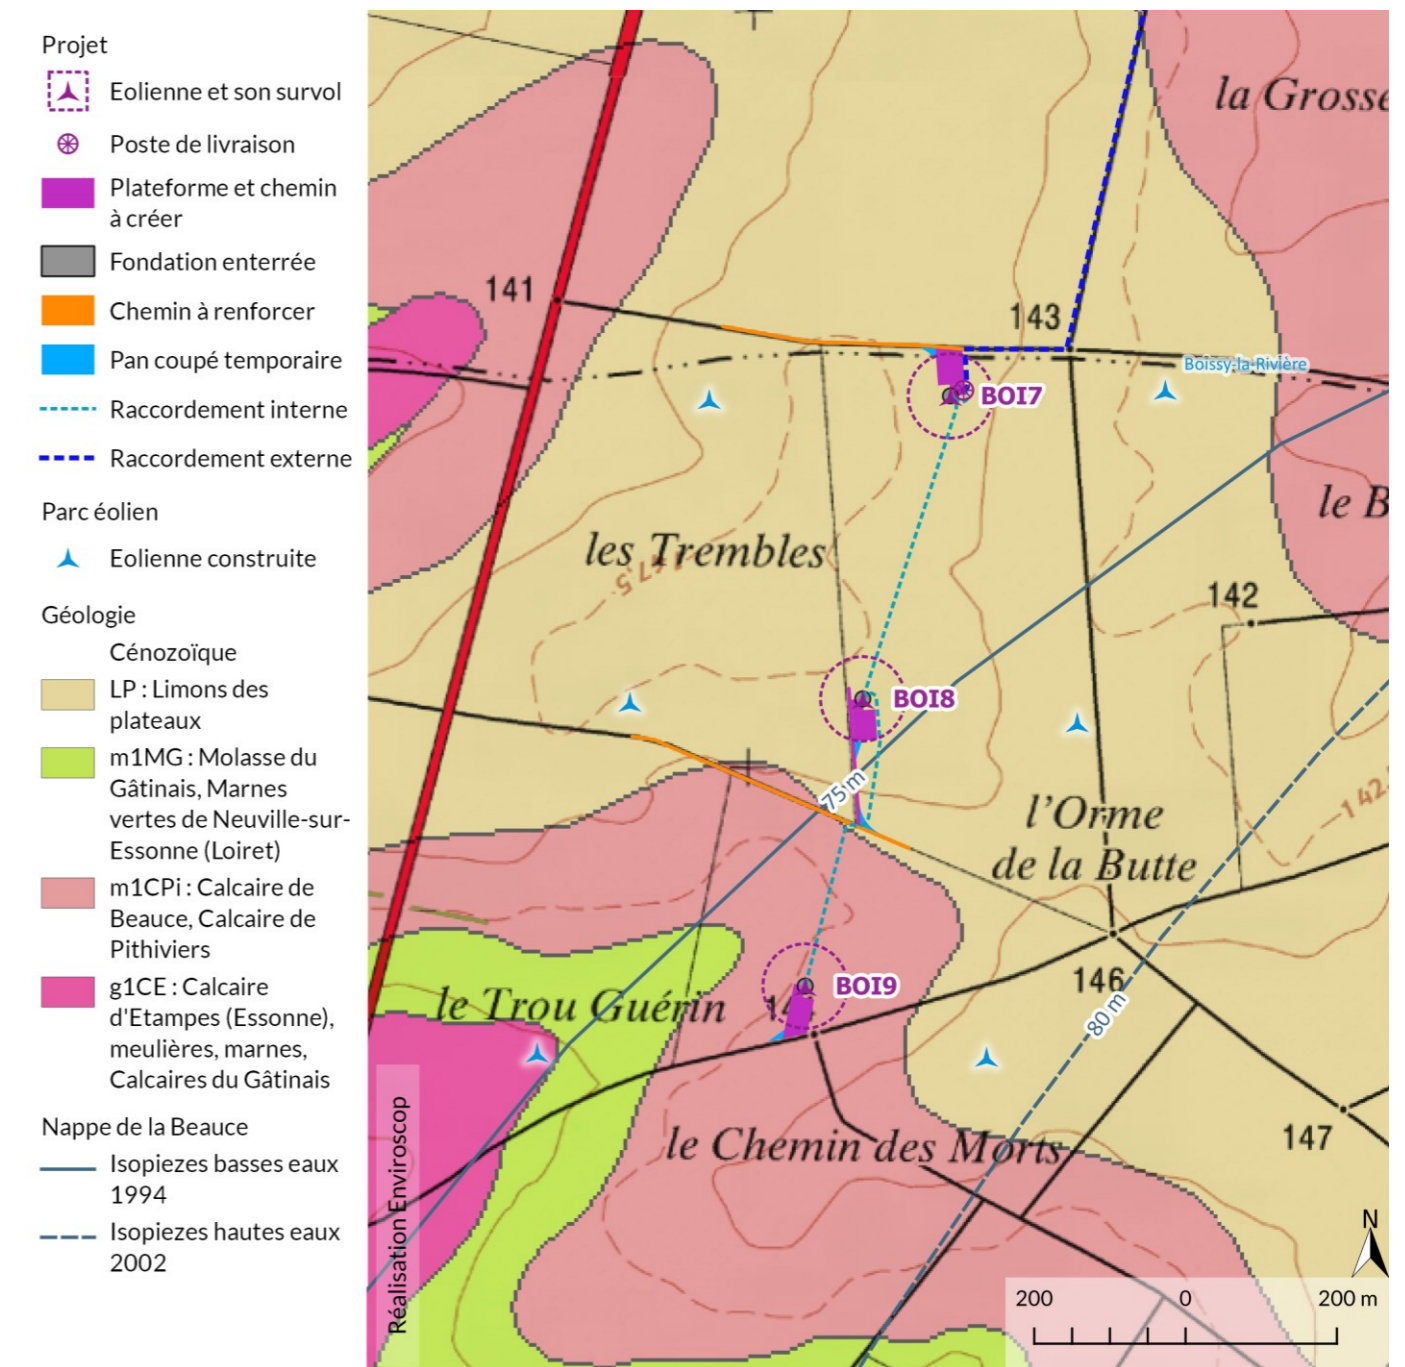 Projet
Eolienne et son survol
Poste de livraison
Plateforme et chemin
à créer
Fondation enterrée
Chemin à renforcer
Pan coupé temporaire
Raccordement interne
Raccordement externe
Parc éolien
Eolienne construite
Géologie
Cénozoïque
LP : Limons des
plateaux
m1MG : Molasse du
Gâtinais, Marnes
vertes de Neuville-sur-
Essonne (Loiret)
m1CPi : Calcaire de
Beauce, Calcaire de
Pithiviers
g1CE : Calcaire
d'Etampes (Essonne),
meulières, marnes,
Calcaires du Gâtinais
Nappe de la Beauce
Isopiezes basses eaux
1994
Isopiezes hautes eaux
2002
la Grosse
141
143
Boissy-la-Rivière
BOI7
le B
les Trembles
142
BOI8
75 m
l'Orme
de la Butte
146
BOI9
le Trou Guérin
80 m
147
le Chemin des Morts
Réalisation Enviroscop
N
200 0 200 m